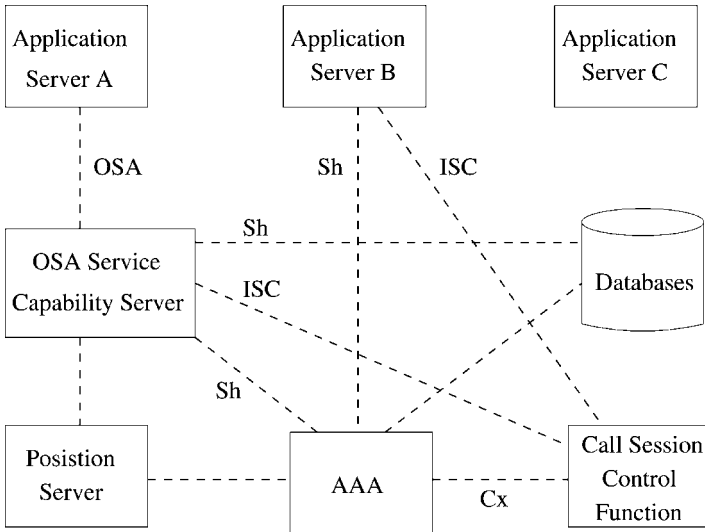 Application
Server A
Application
Server B
Application
Server C
OSA
Sh
ISC
Sh
OSA Service
Capability Server
ISC
Databases
Sh
Posistion
Server
AAA
Cx
Call Session
Control
Function